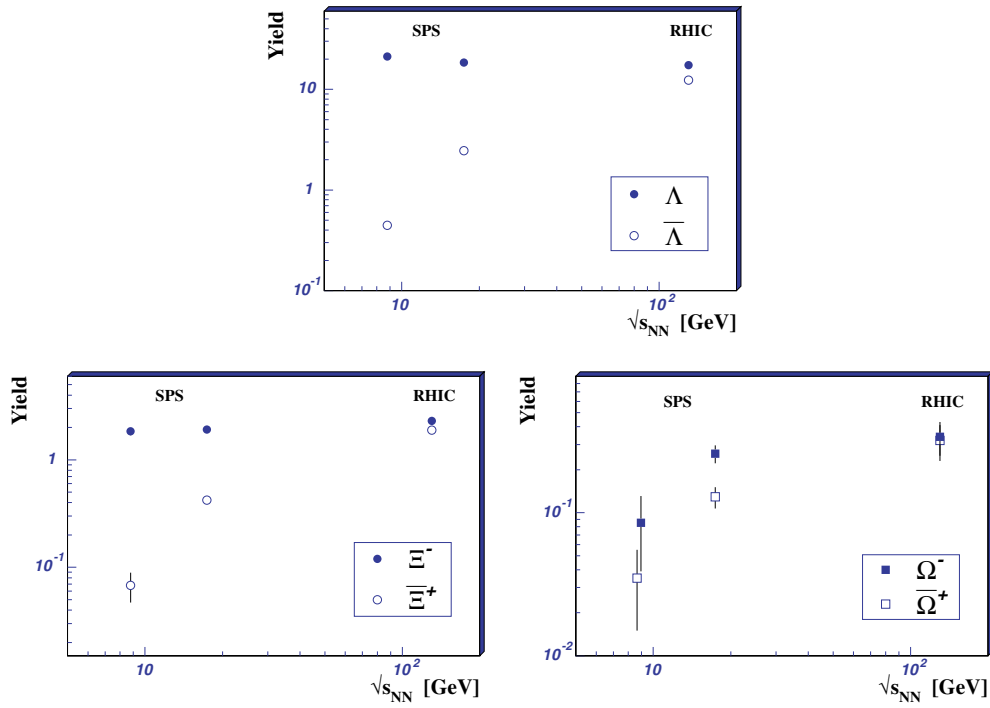 Yield
SPS
RHIC
10
1
10⁻¹
Λ
Λ̅
10
10²
√s_NN [GeV]
Yield
SPS
RHIC
1
10⁻¹
Ξ⁻
Ξ̅⁺
10
10²
√s_NN [GeV]
Yield
SPS
RHIC
10⁻¹
10⁻²
Ω⁻
Ω̅⁺
10
10²
√s_NN [GeV]